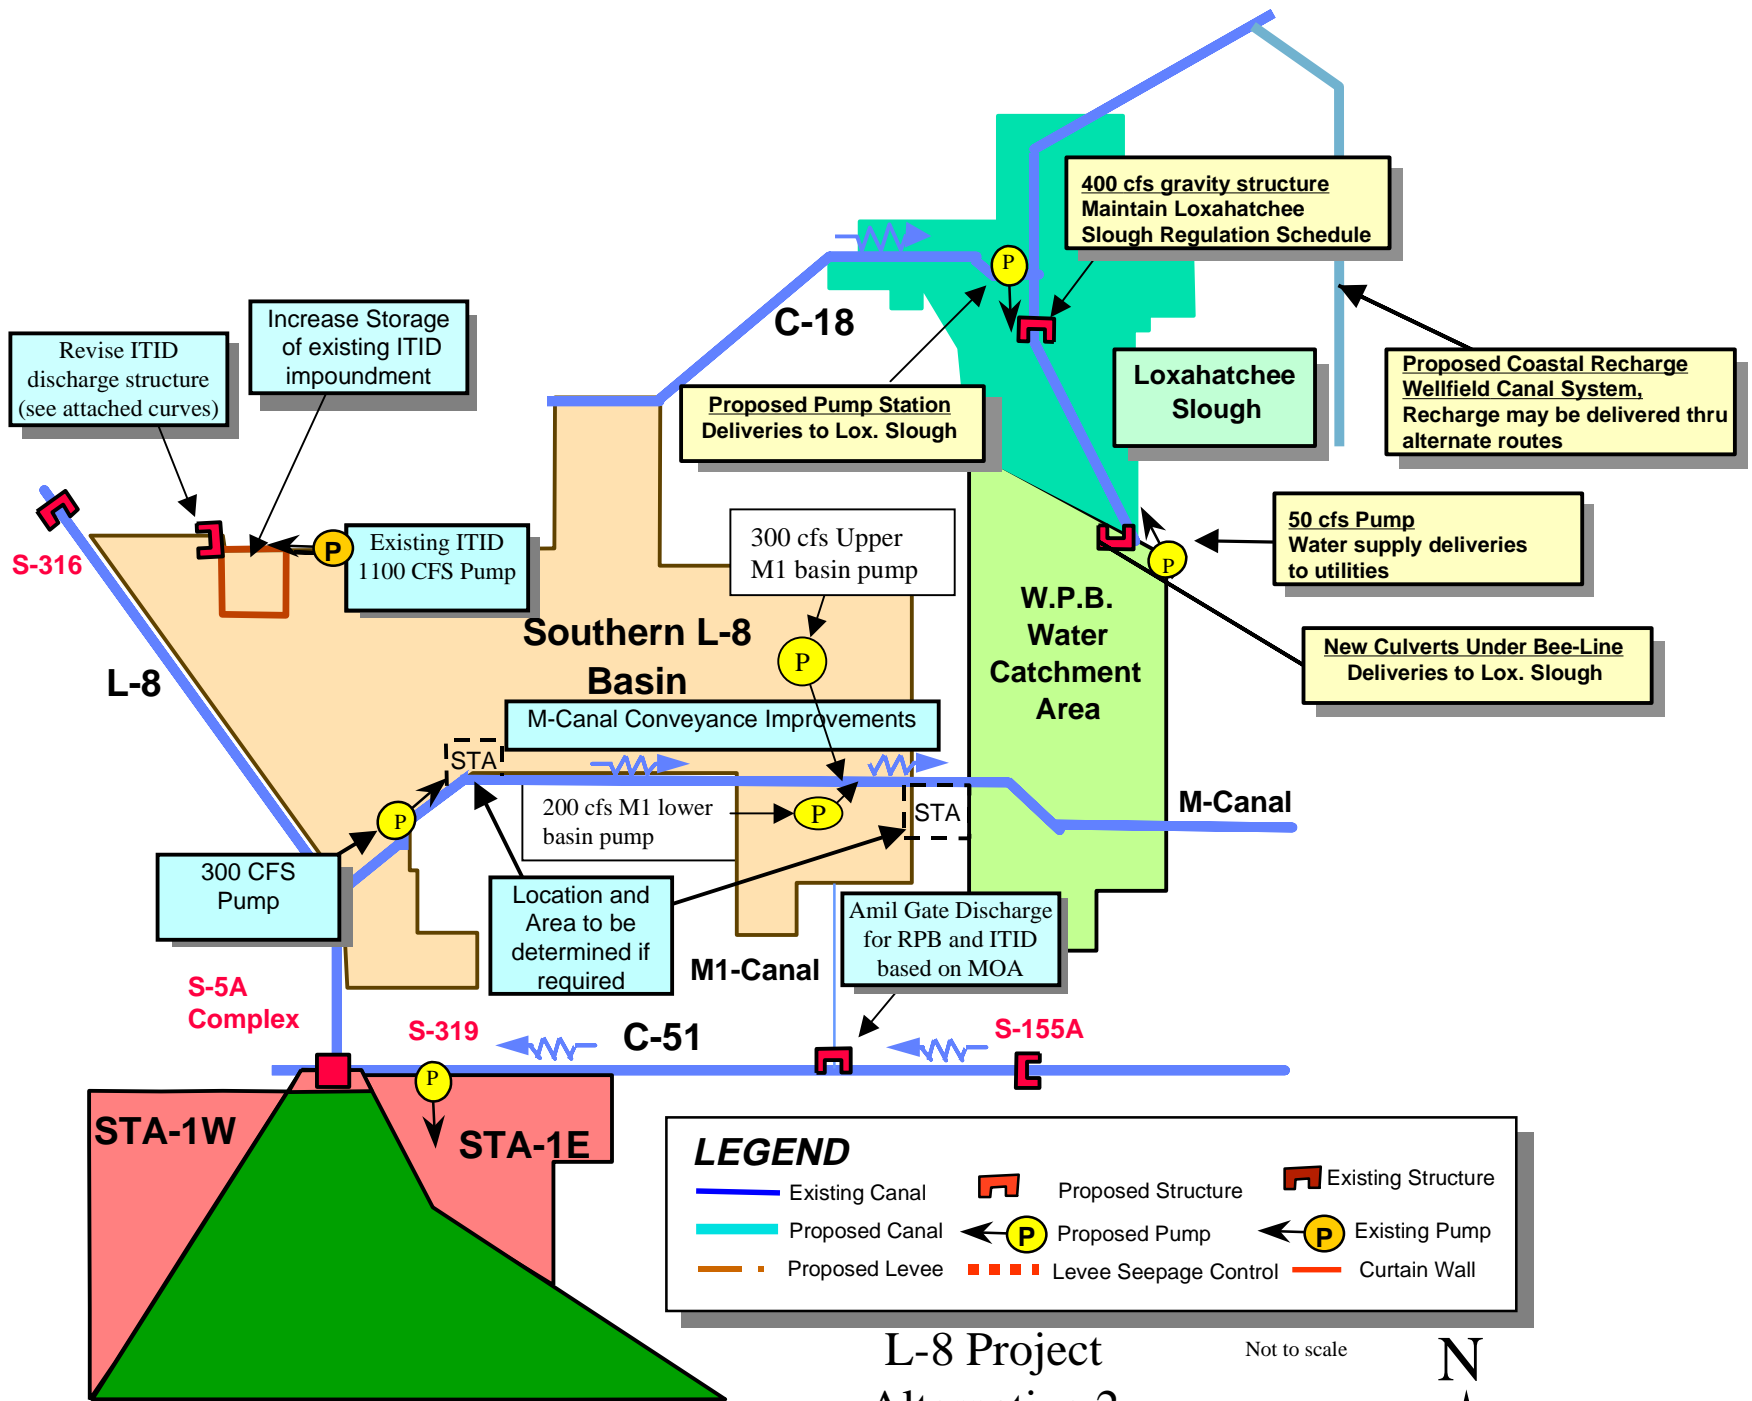 400 cfs gravity structure
Maintain Loxahatchee
Slough Regulation Schedule
P
C-18
Increase Storage
of existing ITID
impoundment
Revise ITID
discharge structure
(see attached curves)
Loxahatchee
Slough
Proposed Coastal Recharge
Wellfield Canal System,
Recharge may be delivered thru
alternate routes
Proposed Pump Station
Deliveries to Lox. Slough
S-316
P
Existing ITID
1100 CFS Pump
300 cfs Upper
M1 basin pump
50 cfs Pump
Water supply deliveries
to utilities
P
W.P.B.
Water
Catchment
Area
Southern L-8
Basin
P
New Culverts Under Bee-Line
Deliveries to Lox. Slough
L-8
M-Canal Conveyance Improvements
STA
200 cfs M1 lower
basin pump
P
STA
M-Canal
P
300 CFS
Pump
Location and
Area to be
determined if
required
Amil Gate Discharge
for RPB and ITID
based on MOA
M1-Canal
S-5A
Complex
S-319
C-51
S-155A
P
STA-1W
STA-1E
LEGEND
Existing Canal
Proposed Structure
Existing Structure
Proposed Canal
P
Proposed Pump
P
Existing Pump
Proposed Levee
Levee Seepage Control
Curtain Wall
L-8 Project
Not to scale
N
Alternative 2